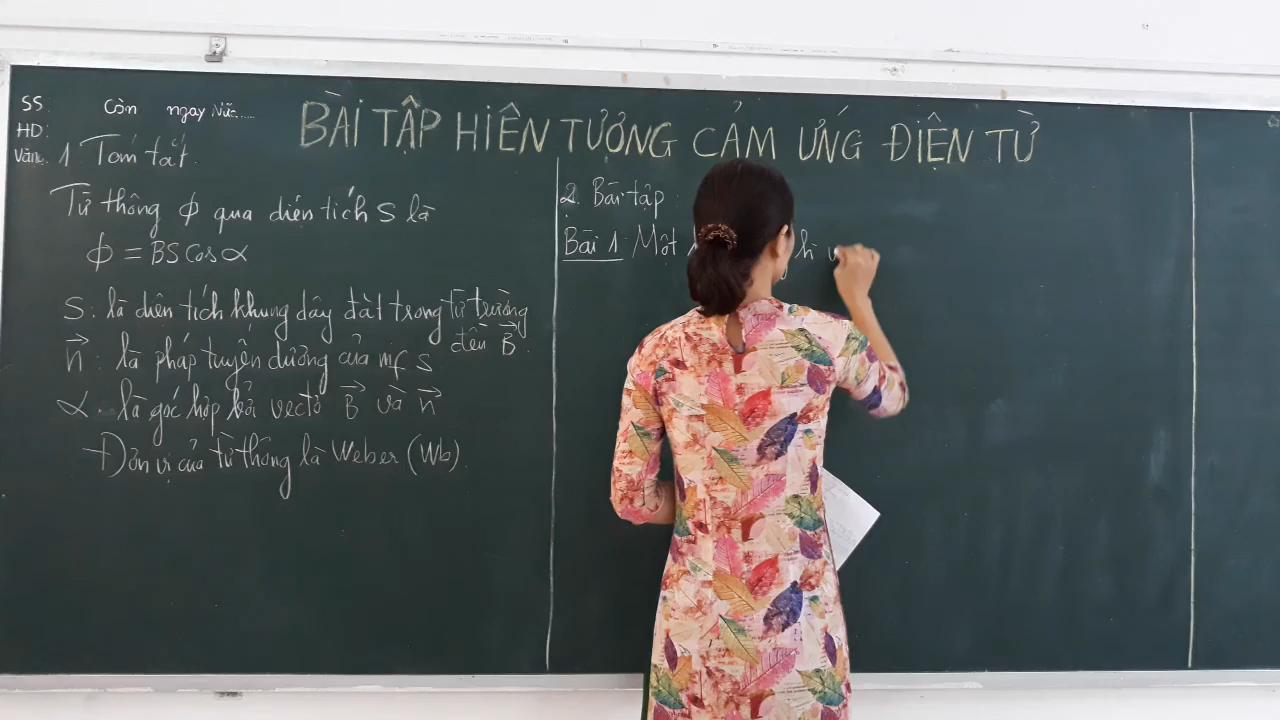 SS:
Còn ngay Nữa.....
HD:
Văn:
BÀI TẬP HIỆN TƯỢNG CẢM ỨNG ĐIỆN TỪ
1 Tóm tắt.
Từ thông ϕ qua diện tích S là
ϕ = BS Cos α
S: là diện tích khung dây đặt trong từ trường
đều B⃗.
n⃗: là pháp tuyến dương của mf S
α. là góc hợp bởi vectơ B⃗ và n⃗
Đơn vị của từ thông là Weber (Wb).
2. Bài tập
Bài 1: Một